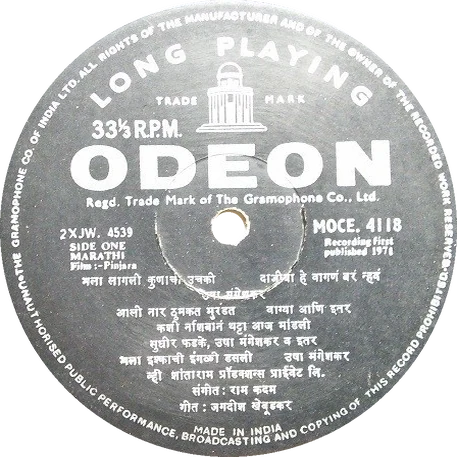 THE GRAMOPHONE CO. OF INDIA LTD. ALL RIGHTS OF THE MANUFACTURER AND OF THE OWNER OF THE RECORDED WORK RESERVED.
LONG PLAYING
TRADE MARK
33⅓ R.P.M.
ODEON
Regd. Trade Mark of The Gramophone Co., Ltd.
2XJW. 4539
SIDE ONE
MARATHI
Film:-Pinjara
MOCE. 4118
Recording first
published 1971
मला लागली कुणाची उचकी दाजीबा हे वागणं बरं न्हवं
उषा मंगेशकर
आली नार ठुमकत मुरडत वाग्या आणि इतर
कशी नशिबानं थट्टा आज मांडली
सुधीर फडके, उषा मंगेशकर व इतर
मला इश्काची इंगळी डसली उषा मंगेशकर
व्ही शांताराम प्रॉडक्शन्स प्राईवेट लि.
संगीत: राम कदम
गीत: जगदीश खेबूडकर
MADE IN INDIA
UNAUTHORISED PUBLIC PERFORMANCE, BROADCASTING AND COPYING OF THIS RECORD PROHIBITED.